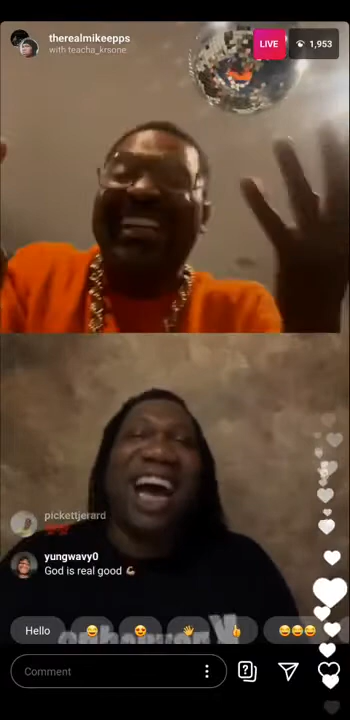 therealmikeepps
with teacha_krsone
LIVE
1,953
pickettjerard
yungwavy0
God is real good 💪🏾
Hello 😂 😍 👋 👍 😂😂😂
Comment